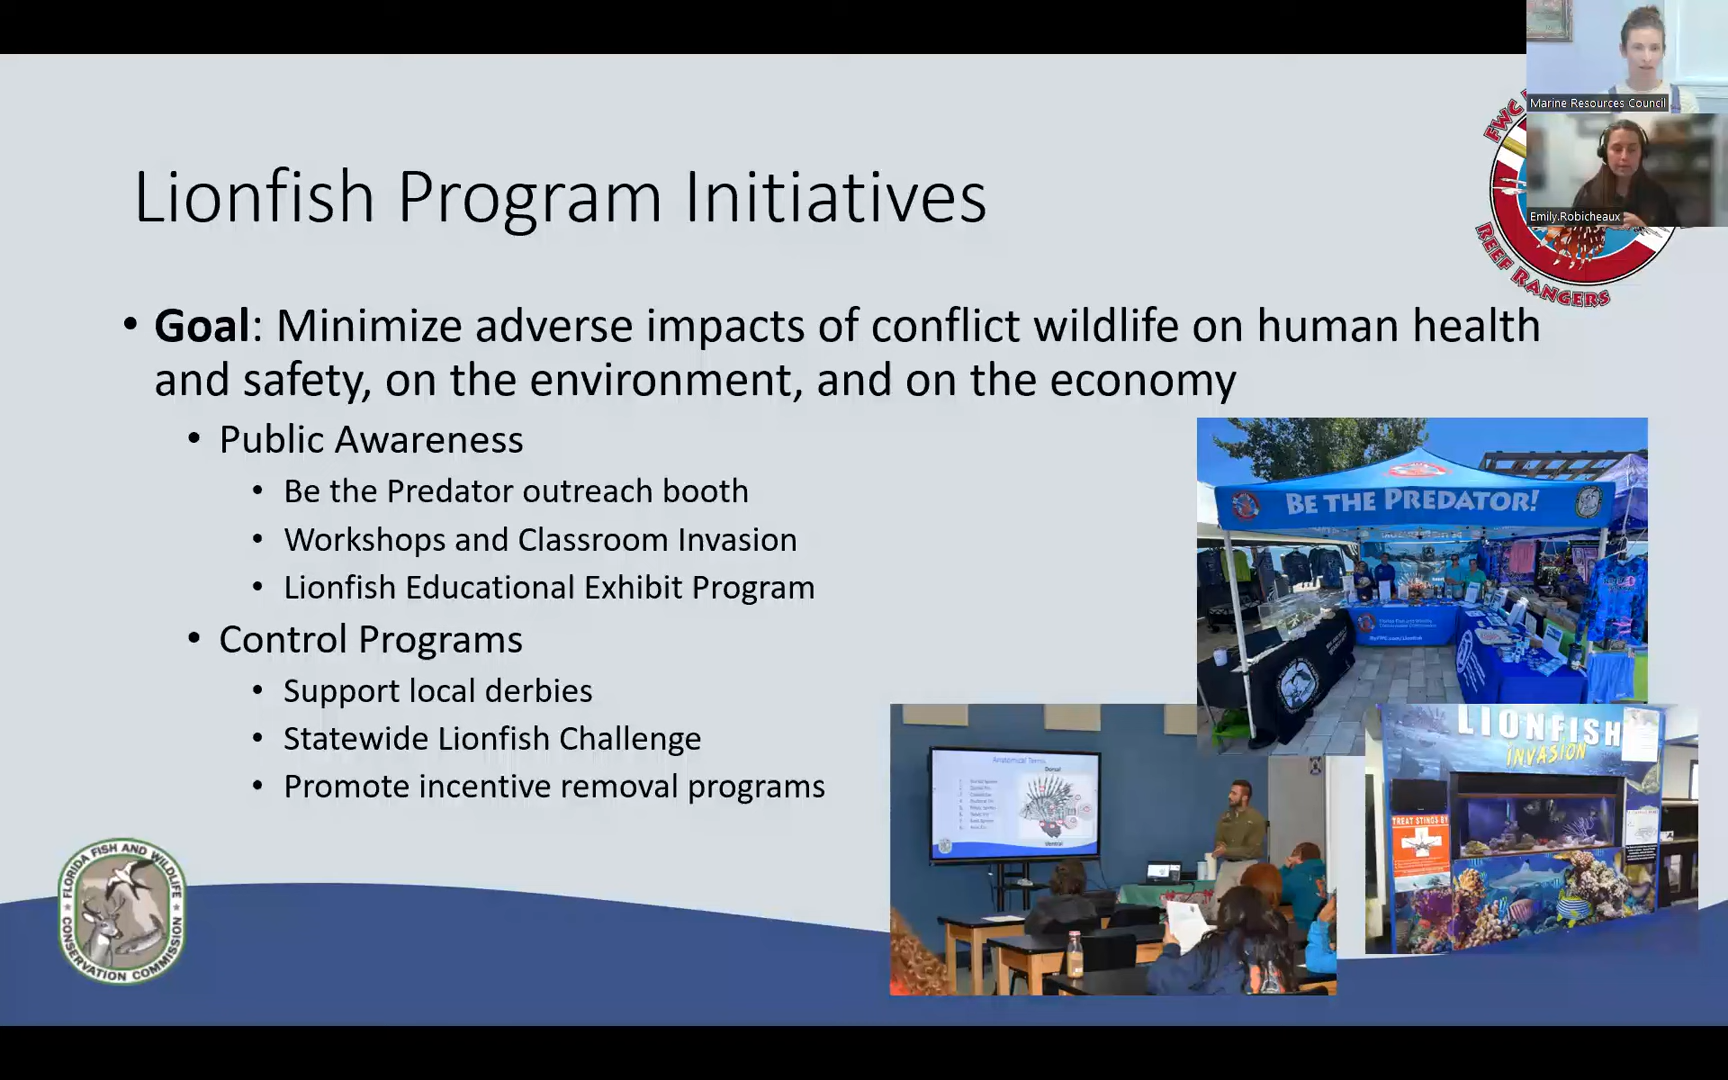 Marine Resources Council
Emily.Robicheaux
FWC
REEF RANGERS
Lionfish Program Initiatives
• Goal: Minimize adverse impacts of conflict wildlife on human health
and safety, on the environment, and on the economy
• Public Awareness
• Be the Predator outreach booth
• Workshops and Classroom Invasion
• Lionfish Educational Exhibit Program
• Control Programs
• Support local derbies
• Statewide Lionfish Challenge
• Promote incentive removal programs
BE THE PREDATOR!
Anatomical Terms
Dorsal
Ventral
LIONFISH
INVASION
TREAT STINGS BY
FLORIDA FISH AND WILDLIFE
CONSERVATION COMMISSION